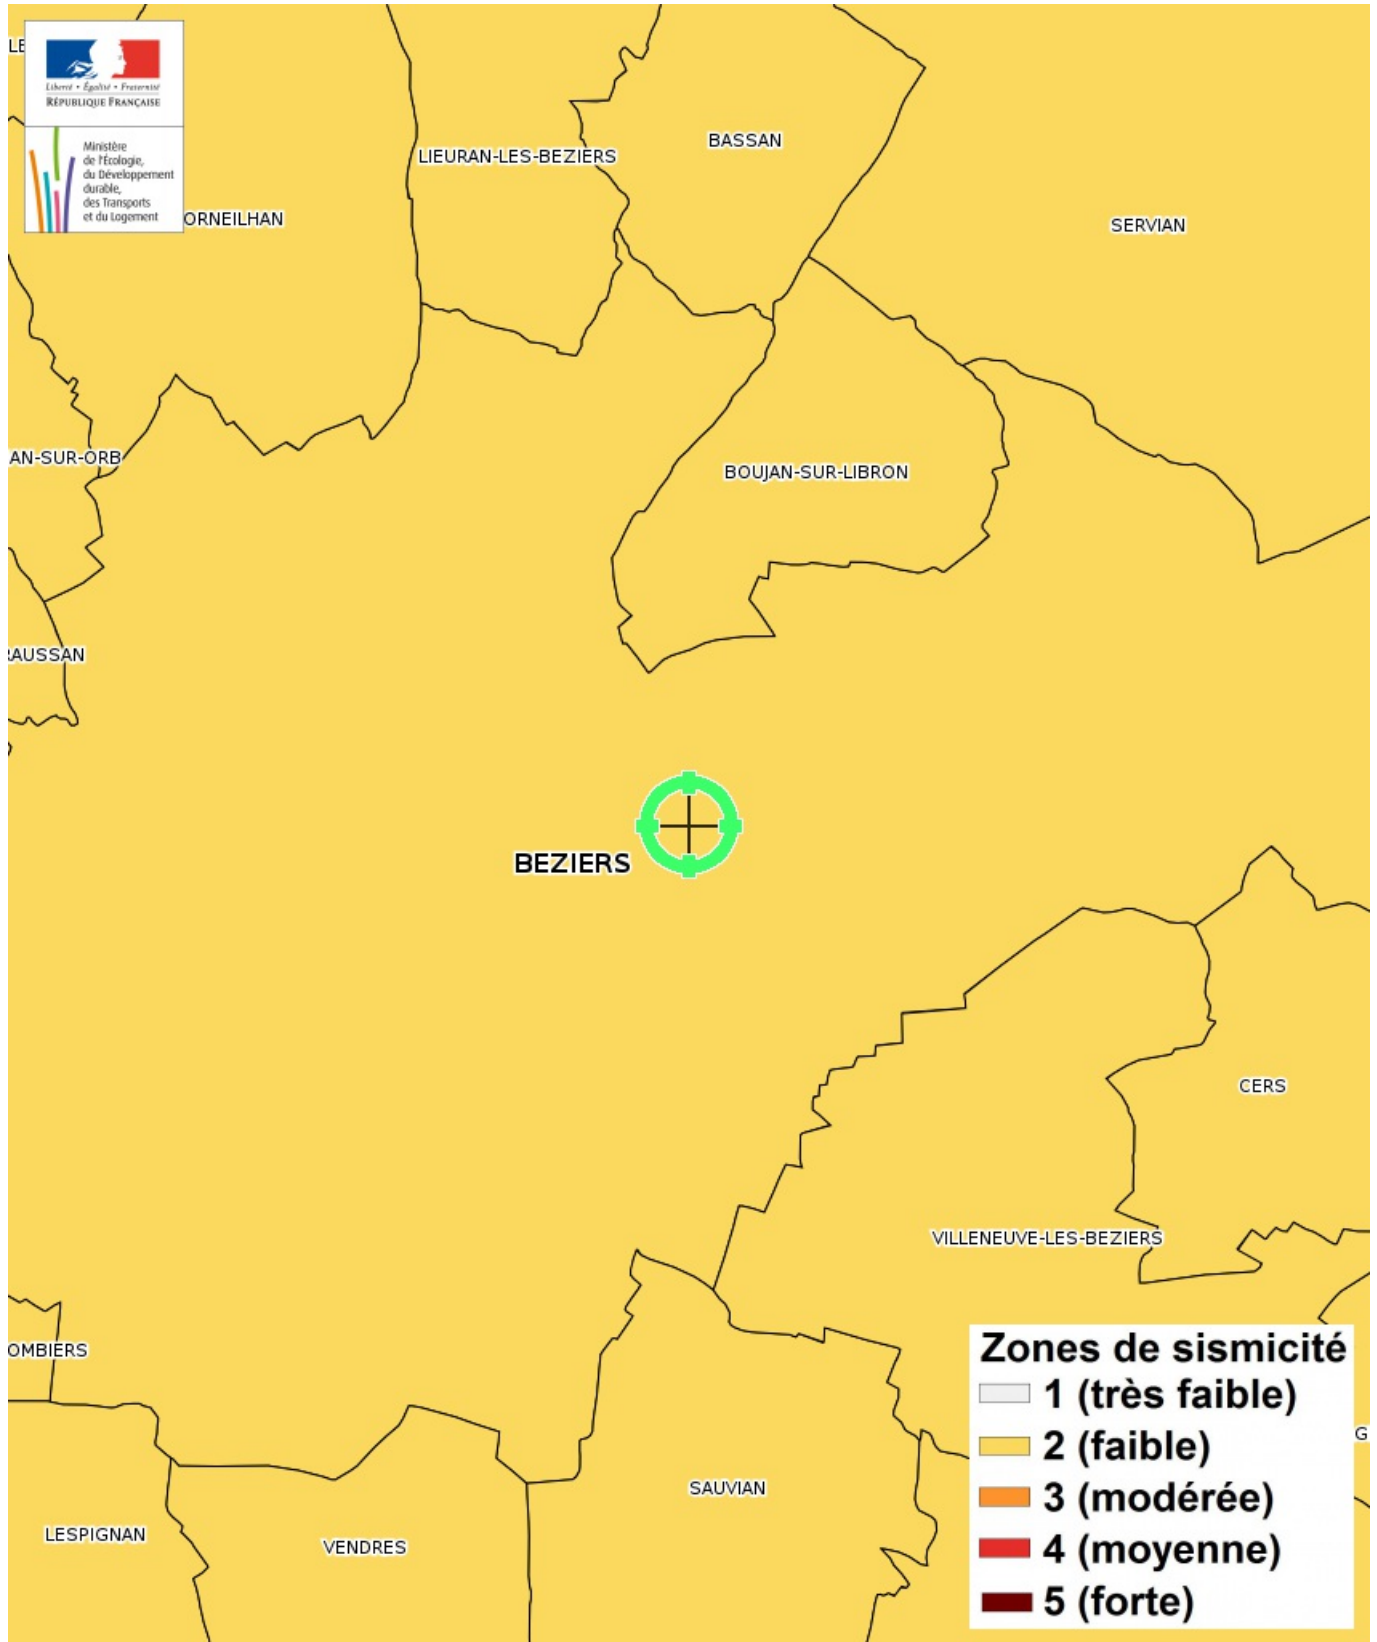 LE
Liberté • Égalité • Fraternité
RÉPUBLIQUE FRANÇAISE
Ministère
de l'Écologie,
du Développement
durable,
des Transports
et du Logement
LIEURAN-LES-BEZIERS
BASSAN
ORNEILHAN
SERVIAN
AN-SUR-ORB
BOUJAN-SUR-LIBRON
RAUSSAN
BEZIERS
CERS
VILLENEUVE-LES-BEZIERS
OMBIERS
Zones de sismicité
1 (très faible)
2 (faible)
3 (modérée)
4 (moyenne)
5 (forte)
G
SAUVIAN
LESPIGNAN
VENDRES